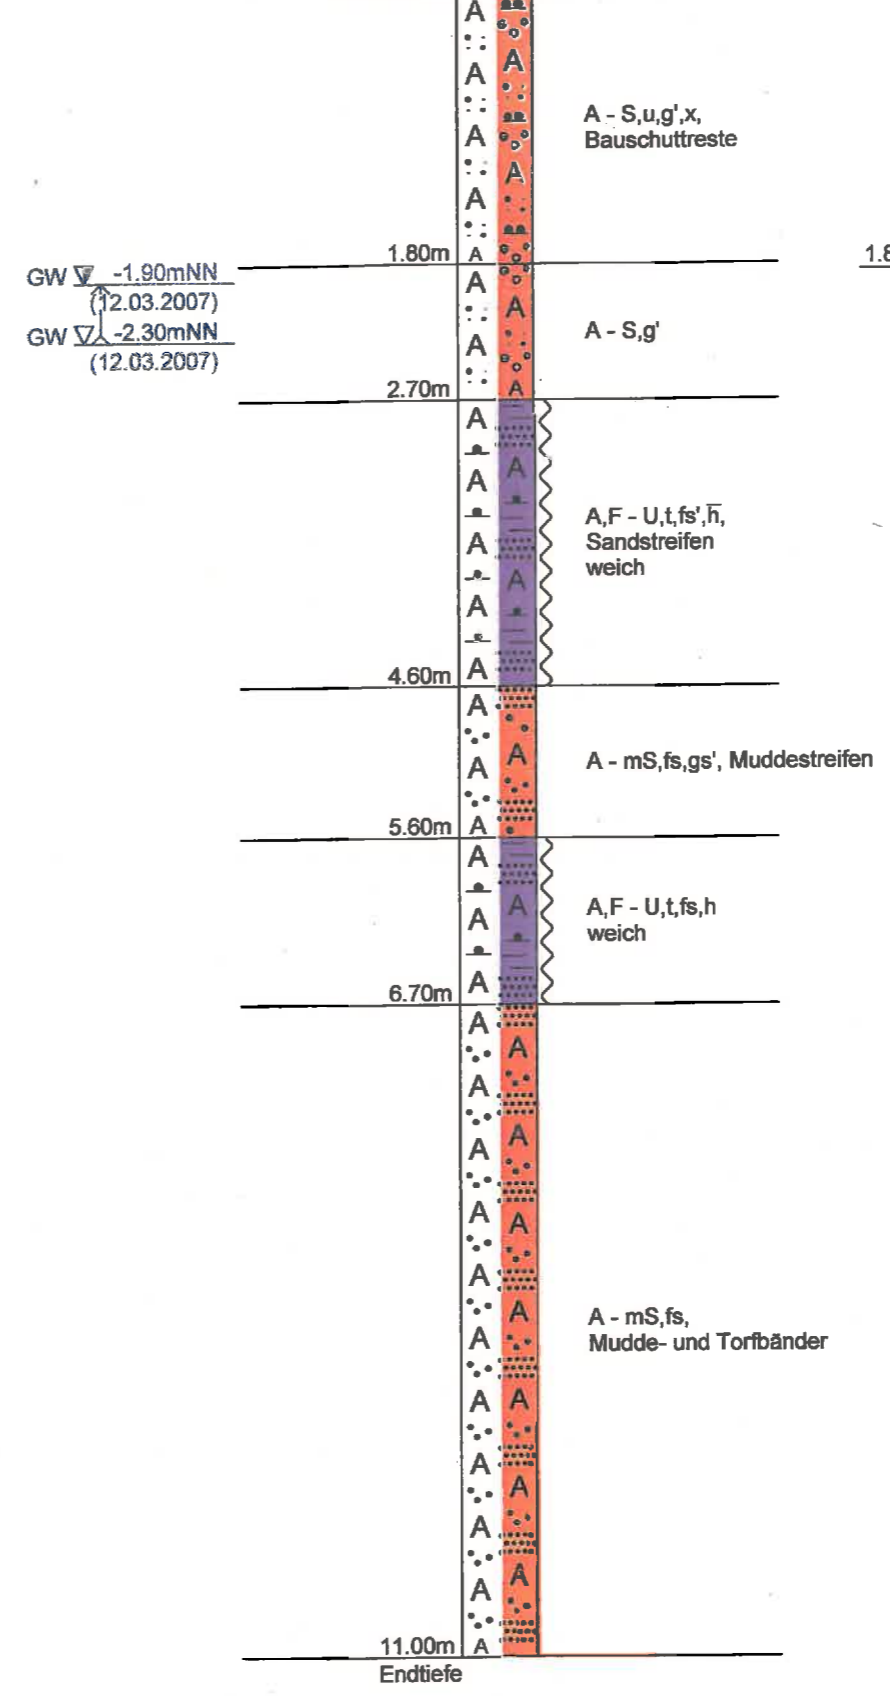 A - S,u,g',x,
Bauschuttreste
1.80m
1.8
GW -1.90mNN
(12.03.2007)
GW -2.30mNN
(12.03.2007)
A - S,g'
2.70m
A,F - U,t,fs',h̅,
Sandstreifen
weich
4.60m
A - mS,fs,gs', Muddestreifen
5.60m
A,F - U,t,fs,h
weich
6.70m
A - mS,fs,
Mudde- und Torfbänder
11.00m
Endtiefe